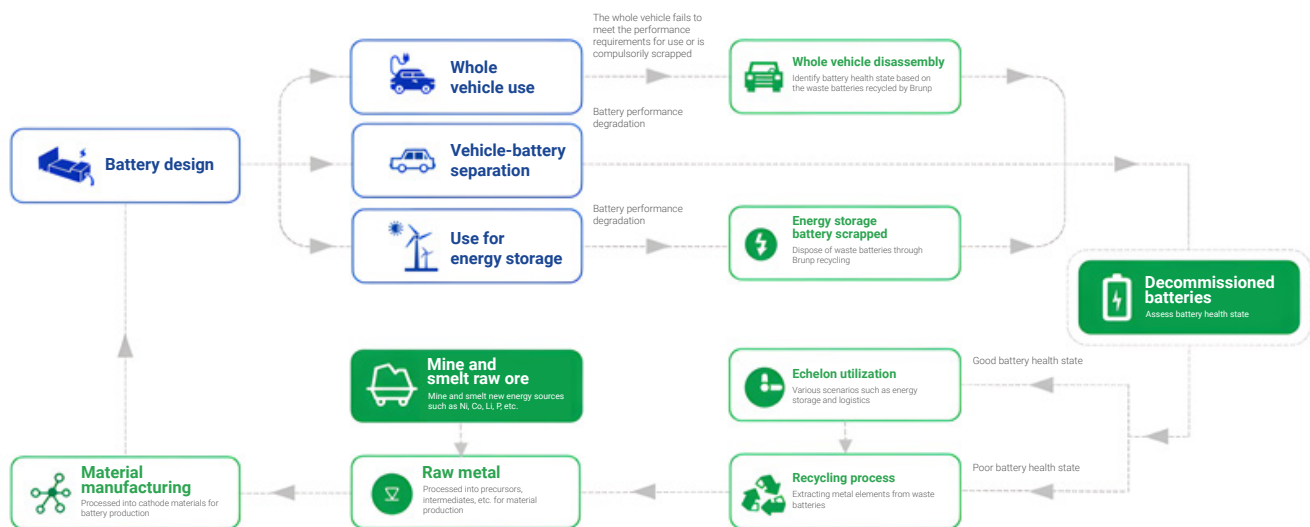 The whole vehicle fails to
meet the performance
requirements for use or is
compulsorily scrapped
Whole
vehicle use
Whole vehicle disassembly
Identify battery health state based on
the waste batteries recycled by Brunp
Battery performance
degradation
Battery design
Vehicle-battery
separation
Battery performance
degradation
Use for
energy storage
Energy storage
battery scrapped
Dispose of waste batteries through
Brunp recycling
Decommissioned
batteries
Assess battery health state
Mine and
smelt raw ore
Mine and smelt new energy sources
such as Ni, Co, Li, P, etc.
Echelon utilization
Various scenarios such as energy
storage and logistics
Good battery health state
Material
manufacturing
Processed into cathode materials for
battery production
Raw metal
Processed into precursors,
intermediates, etc. for material
production
Recycling process
Extracting metal elements from waste
batteries
Poor battery health state